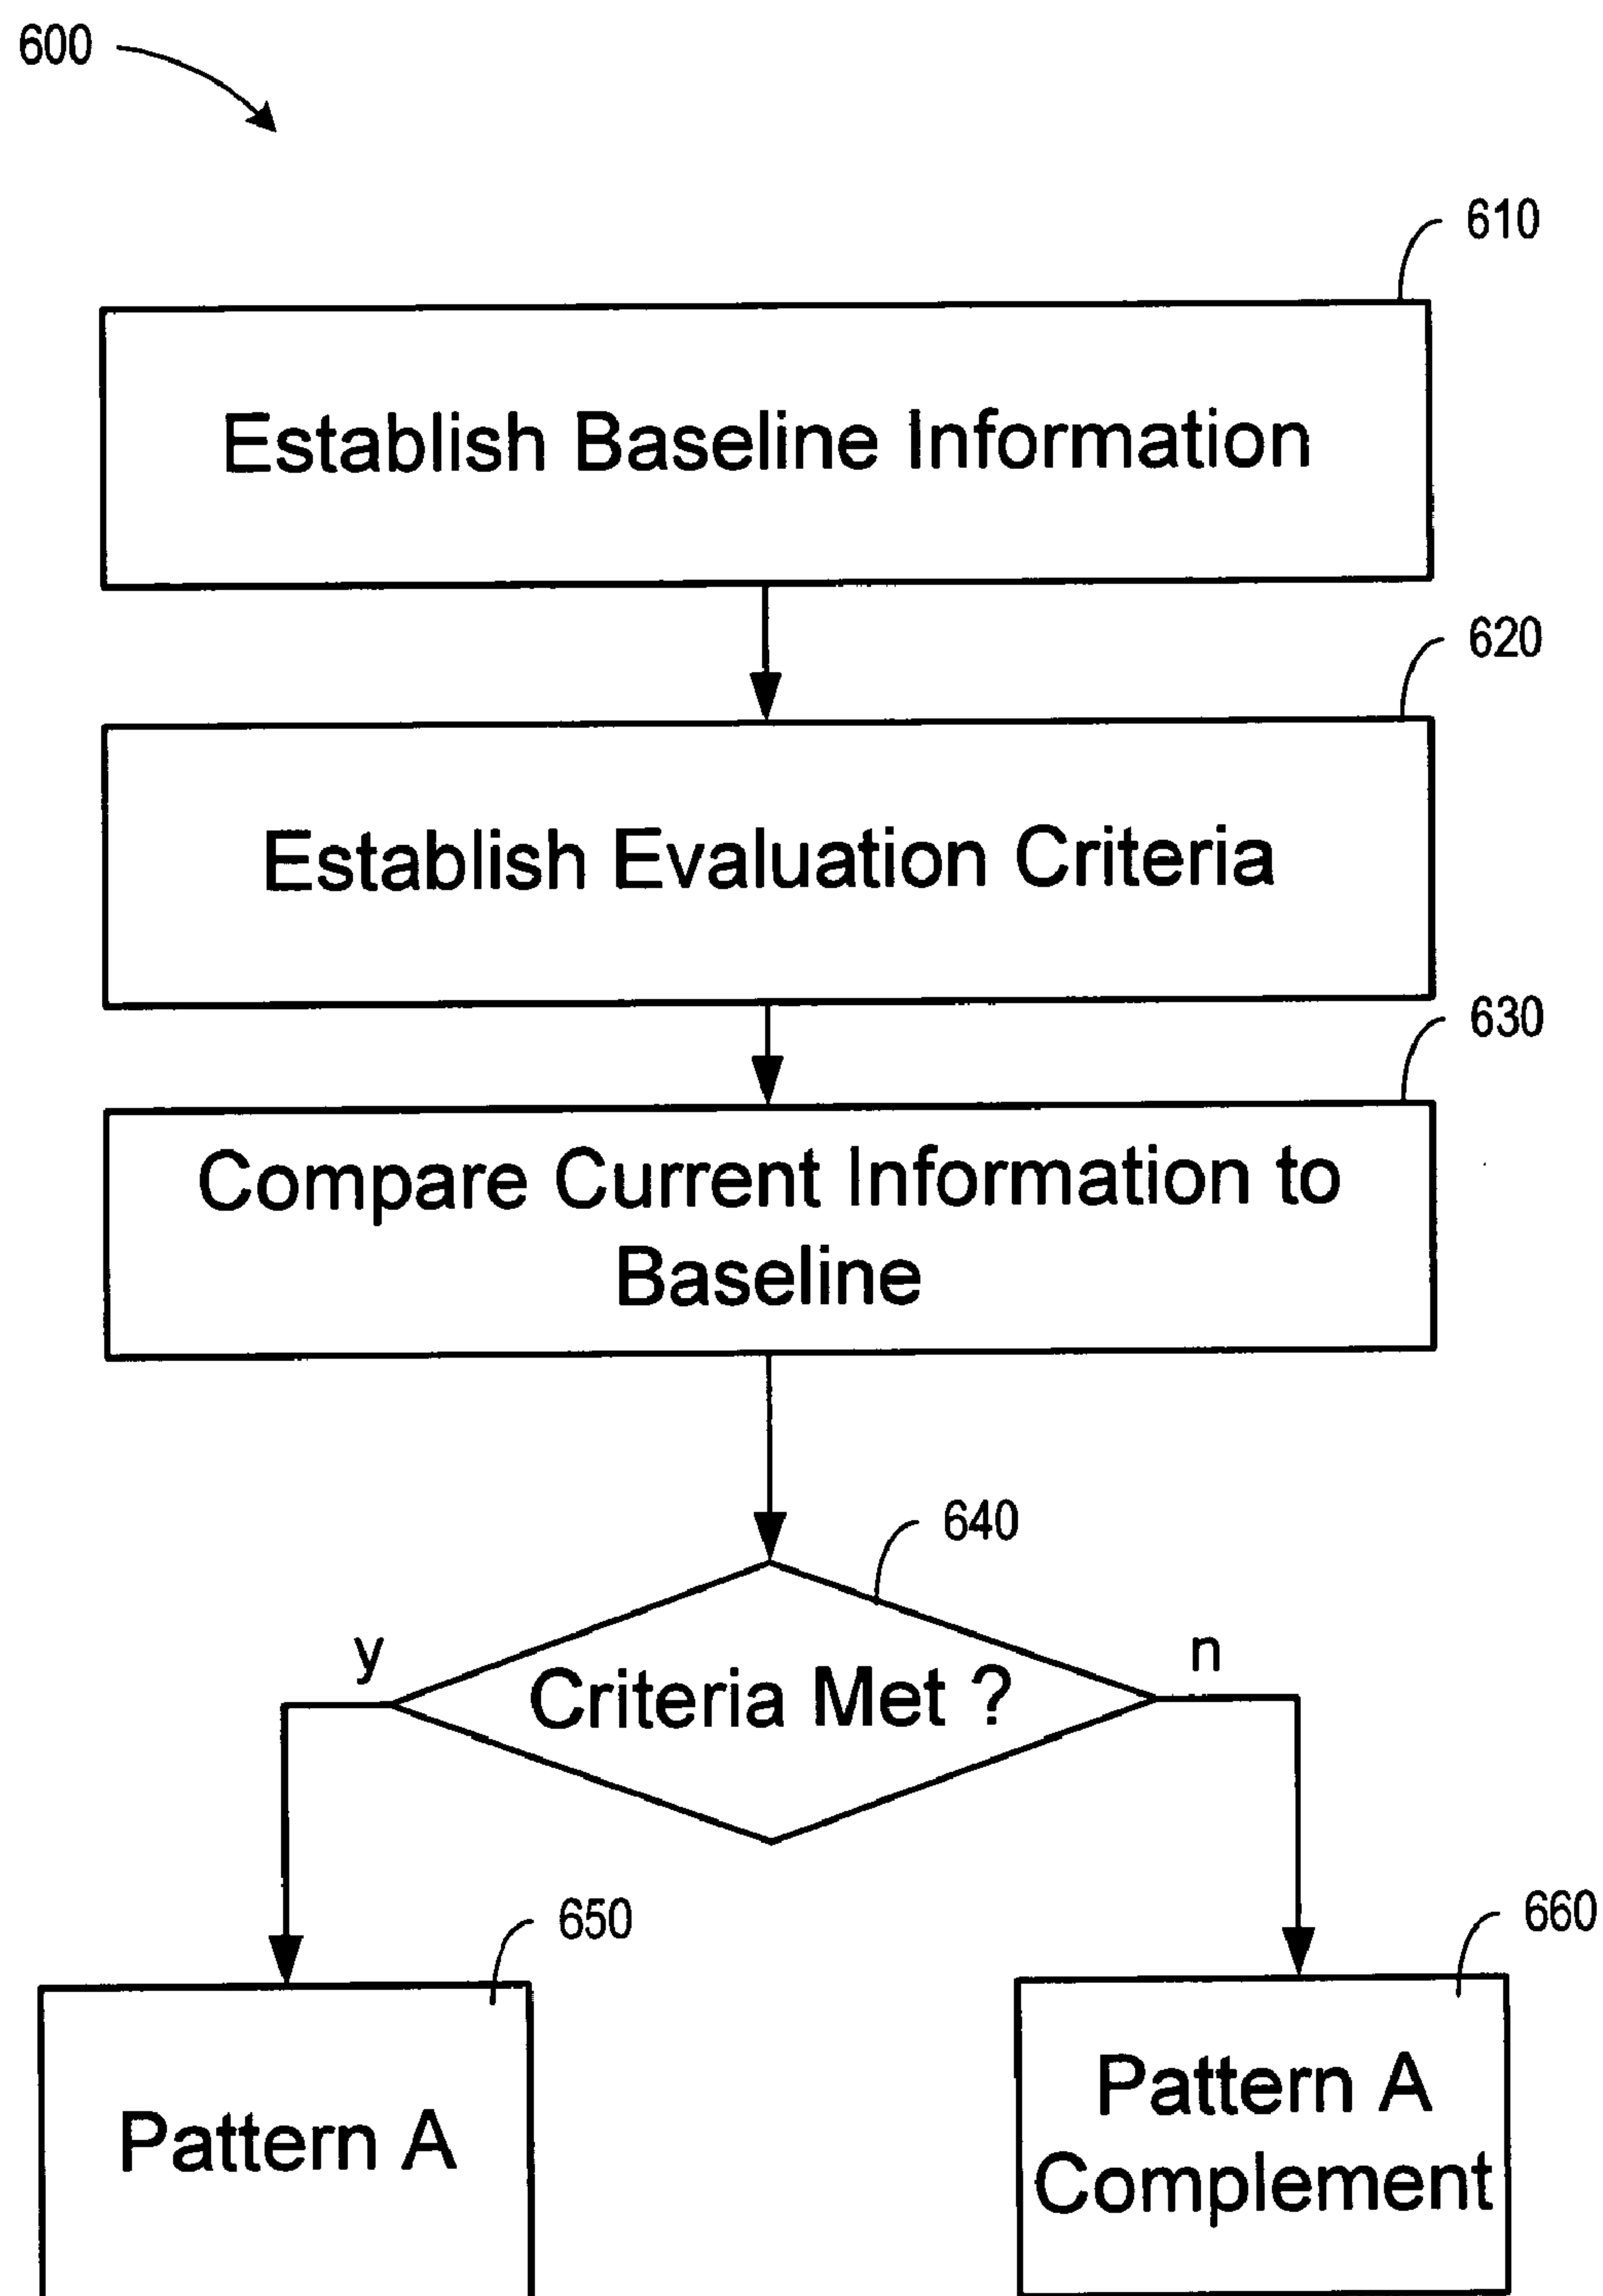 600
610
Establish Baseline Information
620
Establish Evaluation Criteria
630
Compare Current Information to
Baseline
640
y
n
Criteria Met ?
650
660
Pattern A
Pattern A
Complement